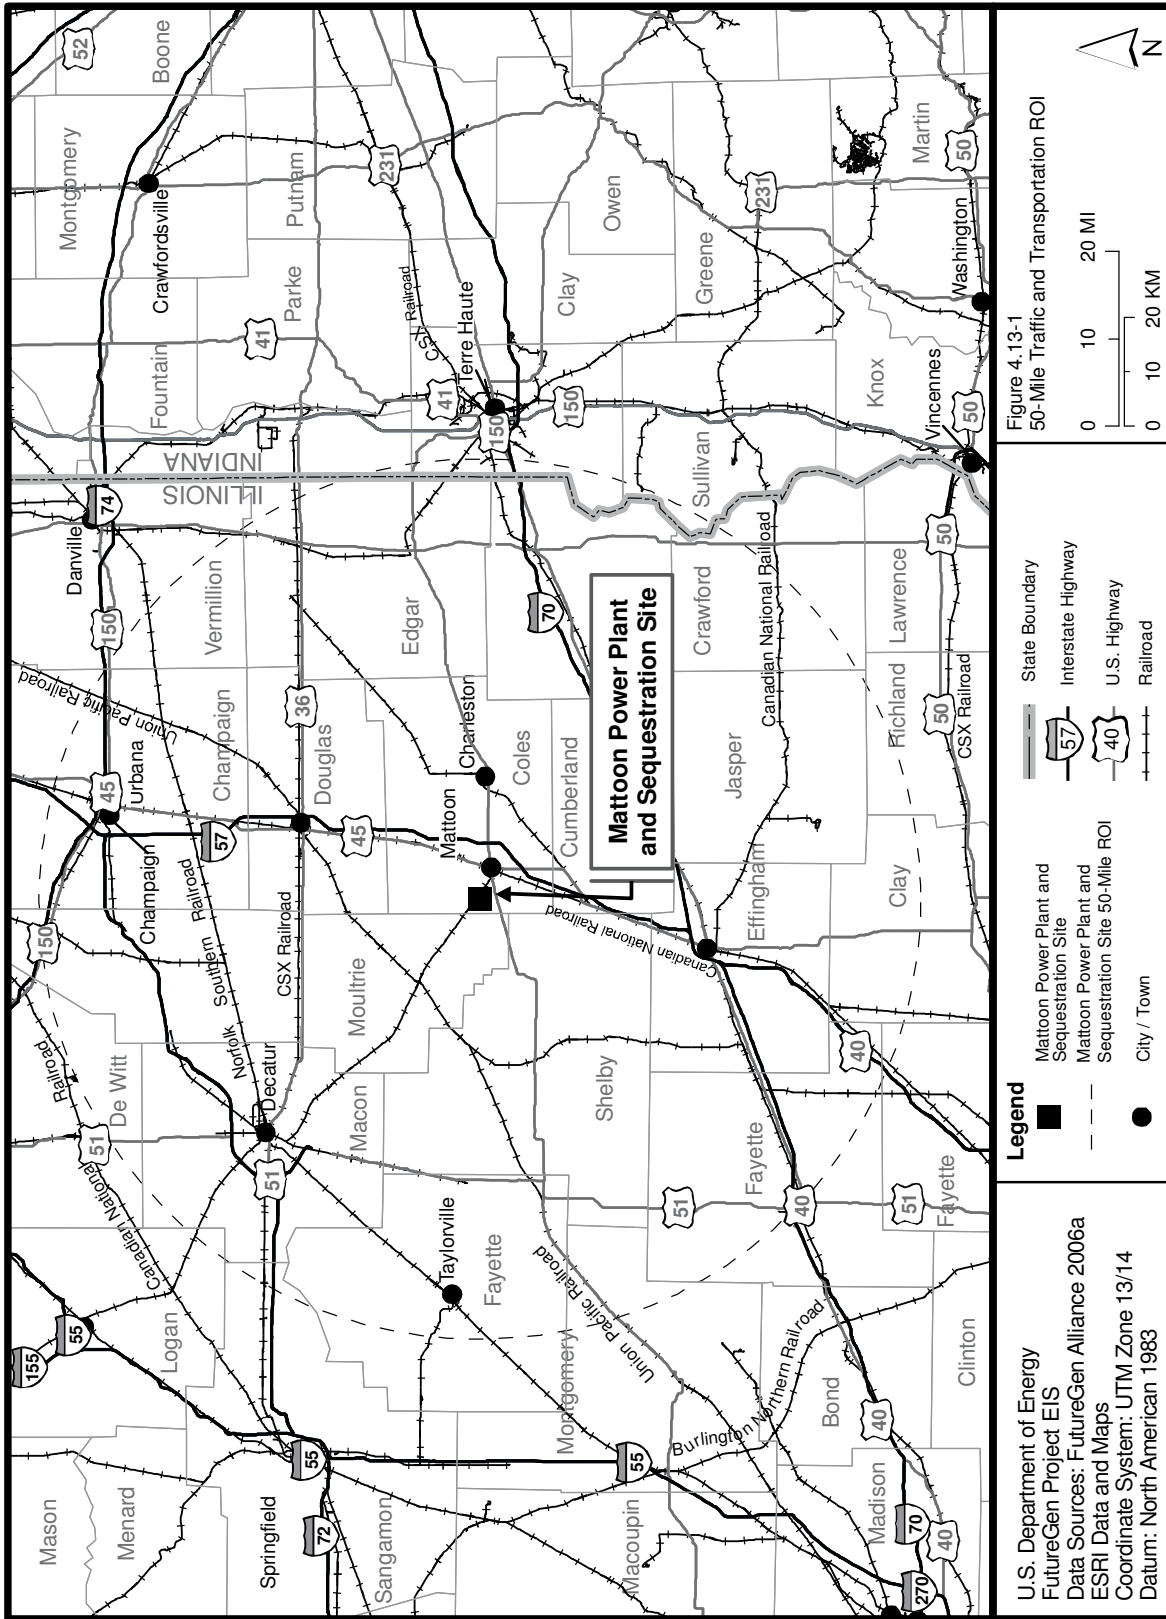 Mason
Menard
Logan
De Witt
Champaign
Vermillion
Fountain
Montgomery
Boone
52
155
55
51
150
45
150
74
Danville
Crawfordsville
Urbana
Champaign
Canadian National
Railroad
Union Pacific Railroad
Norfolk
Southern
Railroad
ILLINOIS
INDIANA
41
Parke
Putnam
Springfield
55
72
51
Decatur
CSX Railroad
57
36
Douglas
45
Sangamon
Macon
Moultrie
Edgar
231
CSX
Railroad
Terre Haute
41
150
150
Taylorville
Fayette
Mattoon
Charleston
Coles
70
Clay
Owen
Cumberland
Mattoon Power Plant
and Sequestration Site
Montgomery
Shelby
Macoupin
55
Union Pacific Railroad
Burlington Northern Railroad
Canadian National Railroad
Canadian National Railroad
51
Fayette
Effingham
Jasper
Crawford
Canadian National Railroad
Sullivan
Greene
231
Bond
40
40
40
Clay
Richland
Lawrence
Knox
Martin
Madison
70
40
270
Clinton
51
Fayette
50
CSX Railroad
50
50
Vincennes
Washington
50
U.S. Department of Energy
FutureGen Project EIS
Data Sources: FutureGen Alliance 2006a
ESRI Data and Maps
Coordinate System: UTM Zone 13/14
Datum: North American 1983
Legend
Mattoon Power Plant and
Sequestration Site
Mattoon Power Plant and
Sequestration Site 50-Mile ROI
City / Town
State Boundary
57
Interstate Highway
40
U.S. Highway
Railroad
Figure 4.13-1
50-Mile Traffic and Transportation ROI
0 10 20 MI
0 10 20 KM
N